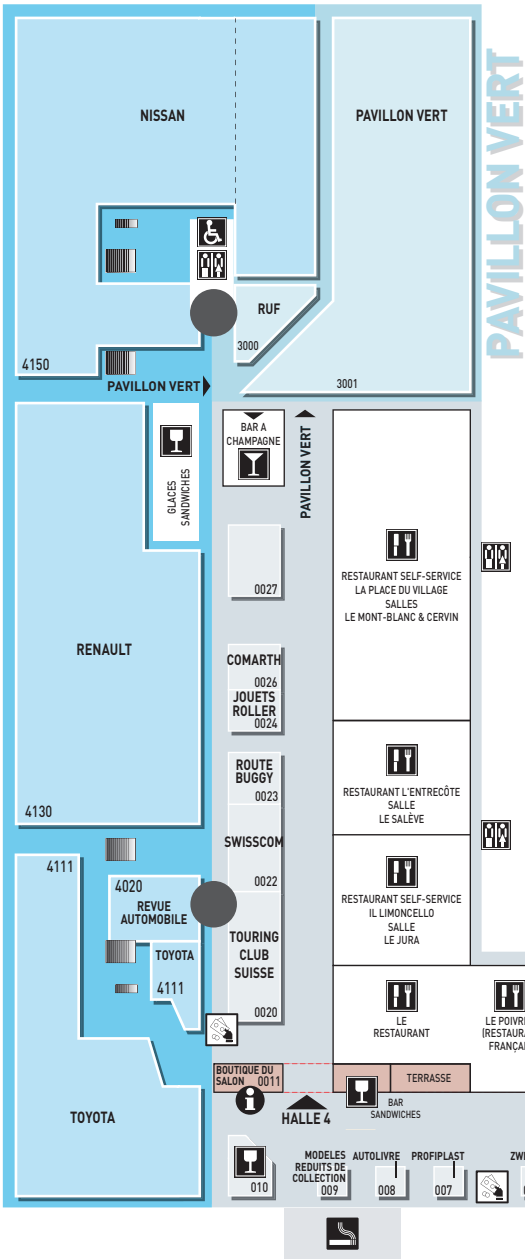 NISSAN
PAVILLON VERT
PAVILLON VERT
RUF
3000
4150
3001
PAVILLON VERT
BAR A
CHAMPAGNE
PAVILLON VERT
GLACES
SANDWICHES
RESTAURANT SELF-SERVICE
LA PLACE DU VILLAGE
SALLES
LE MONT-BLANC & CERVIN
0027
RENAULT
COMARTH
0026
JOUETS
ROLLER
0024
ROUTE
BUGGY
0023
RESTAURANT L'ENTRECÔTE
SALLE
LE SALÈVE
4130
SWISSCOM
0022
4111
4020
REVUE
AUTOMOBILE
RESTAURANT SELF-SERVICE
IL LIMONCELLO
SALLE
LE JURA
TOYOTA
4111
TOURING
CLUB
SUISSE
0020
LE
RESTAURANT
LE POIVR
(RESTAURA
FRANÇAI
BOUTIQUE DU
SALON 0011
TERRASSE
BAR
SANDWICHES
HALLE 4
TOYOTA
010
MODELES
REDUITS DE
COLLECTION
009
AUTOLIVRE
008
PROFIPLAST
007
ZW